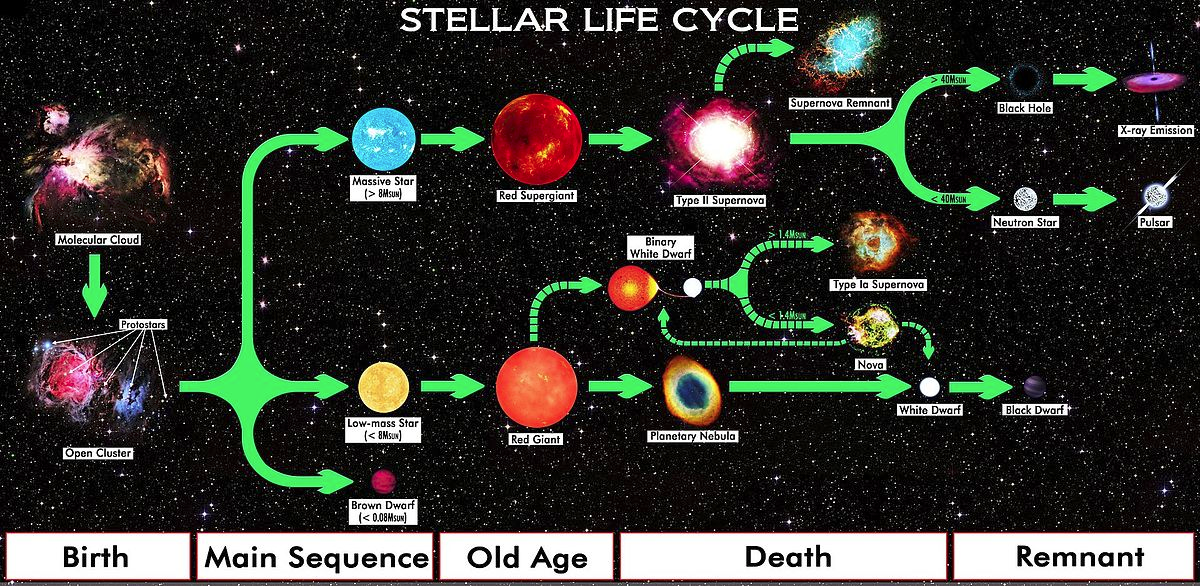 STELLAR LIFE CYCLE
Molecular Cloud
Protostars
Open Cluster
Massive Star
(> 8MSUN)
Red Supergiant
Type II Supernova
Supernova Remnant
> 40MSUN
Black Hole
X-ray Emission
< 40MSUN
Neutron Star
Pulsar
Binary
White Dwarf
> 1.4MSUN
Type Ia Supernova
< 1.4MSUN
Nova
Low-mass Star
(< 8MSUN)
Red Giant
Planetary Nebula
White Dwarf
Black Dwarf
Brown Dwarf
(< 0.08MSUN)
Birth
Main Sequence
Old Age
Death
Remnant